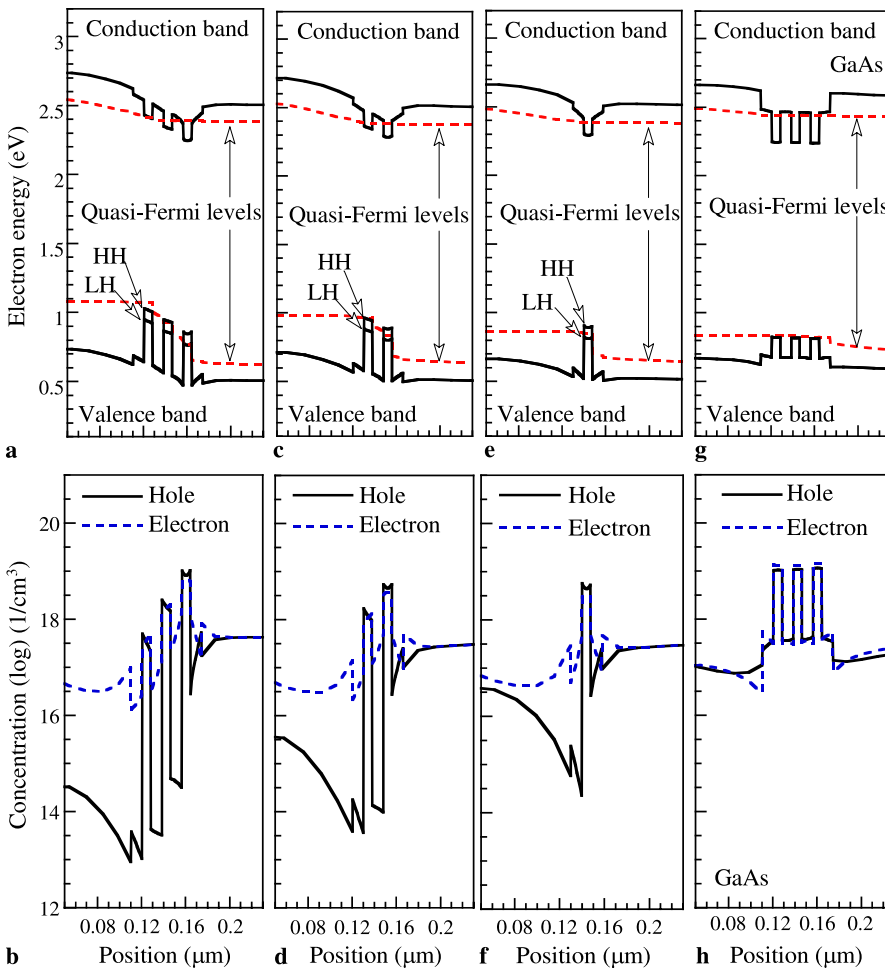 Conduction band
Conduction band
Conduction band
Conduction band
GaAs
3
2.5
2
1.5
1
0.5
Electron energy (eV)
Quasi-Fermi levels
Quasi-Fermi levels
Quasi-Fermi levels
Quasi-Fermi levels
HH
LH
HH
LH
HH
LH
Valence band
Valence band
Valence band
Valence band
a
c
e
g
Hole
Electron
Hole
Electron
Hole
Electron
Hole
Electron
20
19
18
17
16
14
13
12
Concentration (log) (1/cm³)
GaAs
0.08 0.12 0.16 0.2
0.08 0.12 0.16 0.2
0.08 0.12 0.16 0.2
0.08 0.12 0.16 0.2
b
Position (μm)
d
Position (μm)
f
Position (μm)
h
Position (μm)